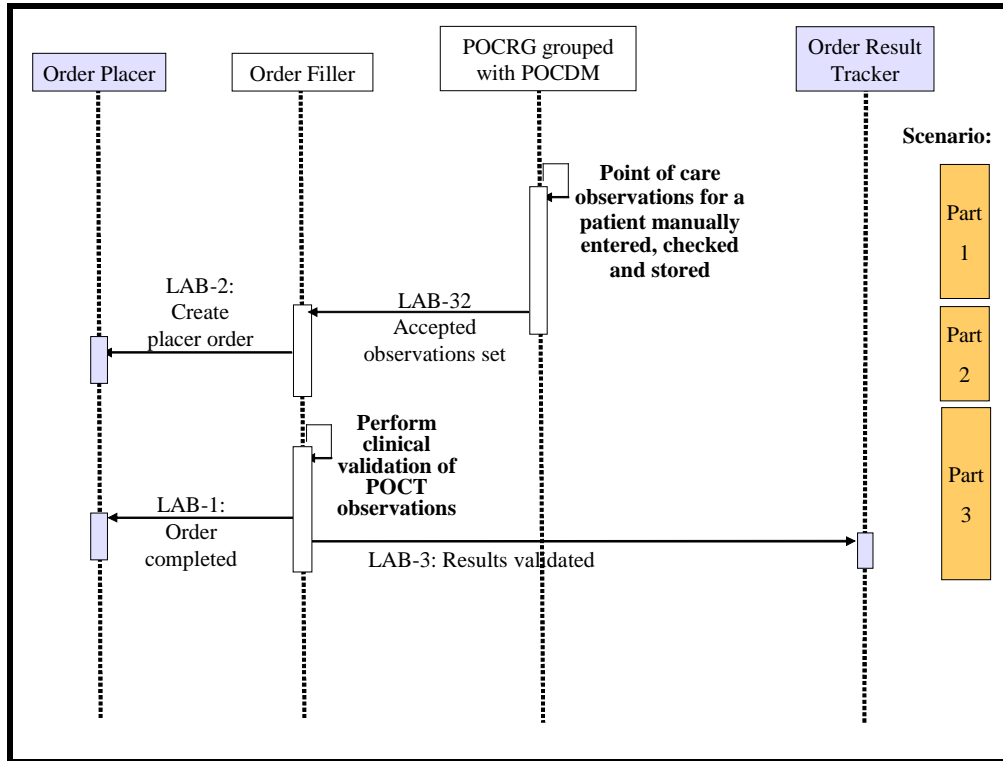 Order Placer
Order Filler
POCRG grouped
with POCDM
Order Result
Tracker
Scenario:
Point of care
observations for a
patient manually
entered, checked
and stored
Part
1
LAB-2:
Create
placer order
LAB-32
Accepted
observations set
Part
2
Perform
clinical
validation of
POCT
observations
LAB-1:
Order
completed
LAB-3: Results validated
Part
3